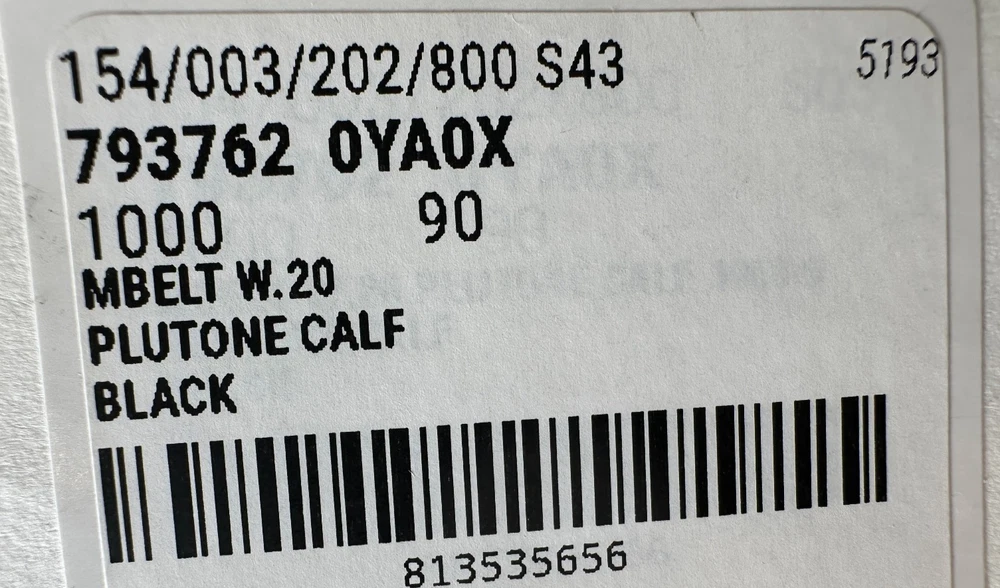 154/003/202/800 S43 5193
793762 0YA0X
1000 90
MBELT W.20
PLUTONE CALF
BLACK
813535656